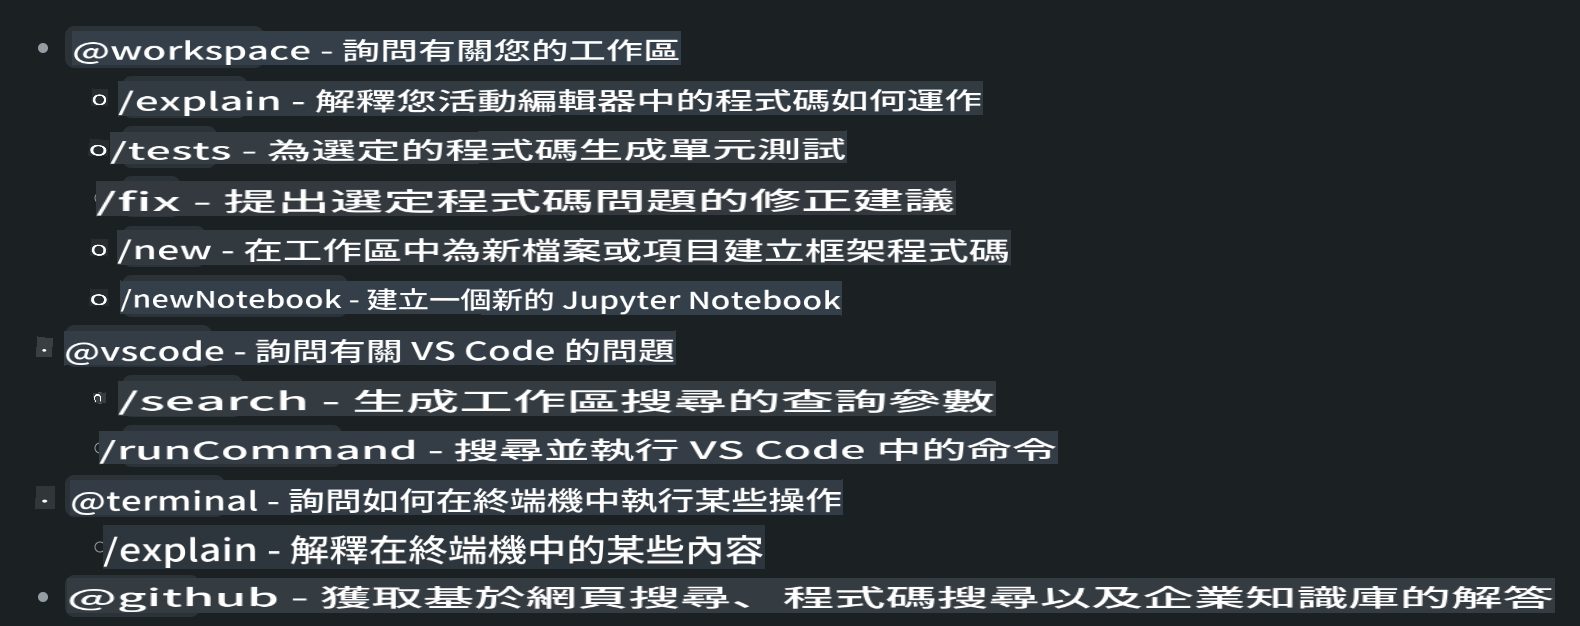 @workspace - 詢問有關您的工作區
/explain - 解釋您活動編輯器中的程式碼如何運作
/tests - 為選定的程式碼生成單元測試
/fix - 提出選定程式碼問題的修正建議
/new - 在工作區中為新檔案或項目建立框架程式碼
/newNotebook - 建立一個新的 Jupyter Notebook
@vscode - 詢問有關 VS Code 的問題
/search - 生成工作區搜尋的查詢參數
/runCommand - 搜尋並執行 VS Code 中的命令
@terminal - 詢問如何在終端機中執行某些操作
/explain - 解釋在終端機中的某些內容
@github - 獲取基於網頁搜尋、程式碼搜尋以及企業知識庫的解答